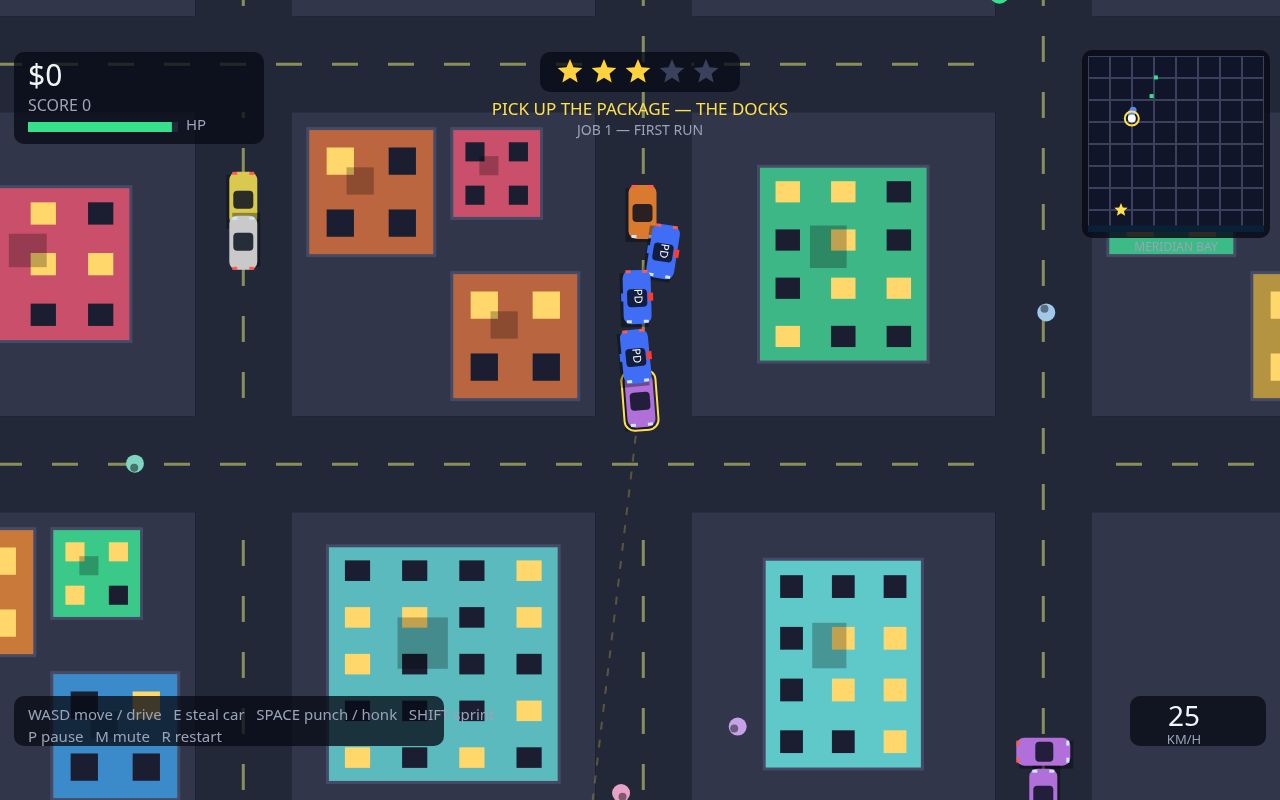 $0
SCORE 0
HP
PICK UP THE PACKAGE — THE DOCKS
JOB 1 — FIRST RUN
MERIDIAN BAY
PD
PD
PD
WASD move / drive E steal car SPACE punch / honk SHIFT sprint
P pause M mute R restart
25
KM/H